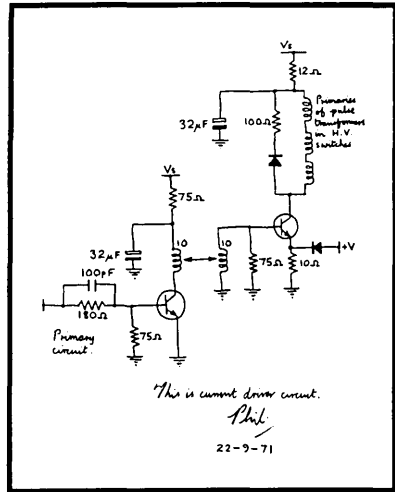 Vs
12Ω
32µF
100Ω
Primaries
of pulse
transformers
in H.V.
switches
Vs
75Ω
32µF
10
10
100pF
180Ω
75Ω
75Ω
10Ω
+V
Primary
circuit.
This is current driver circuit.
Phil
22-9-71